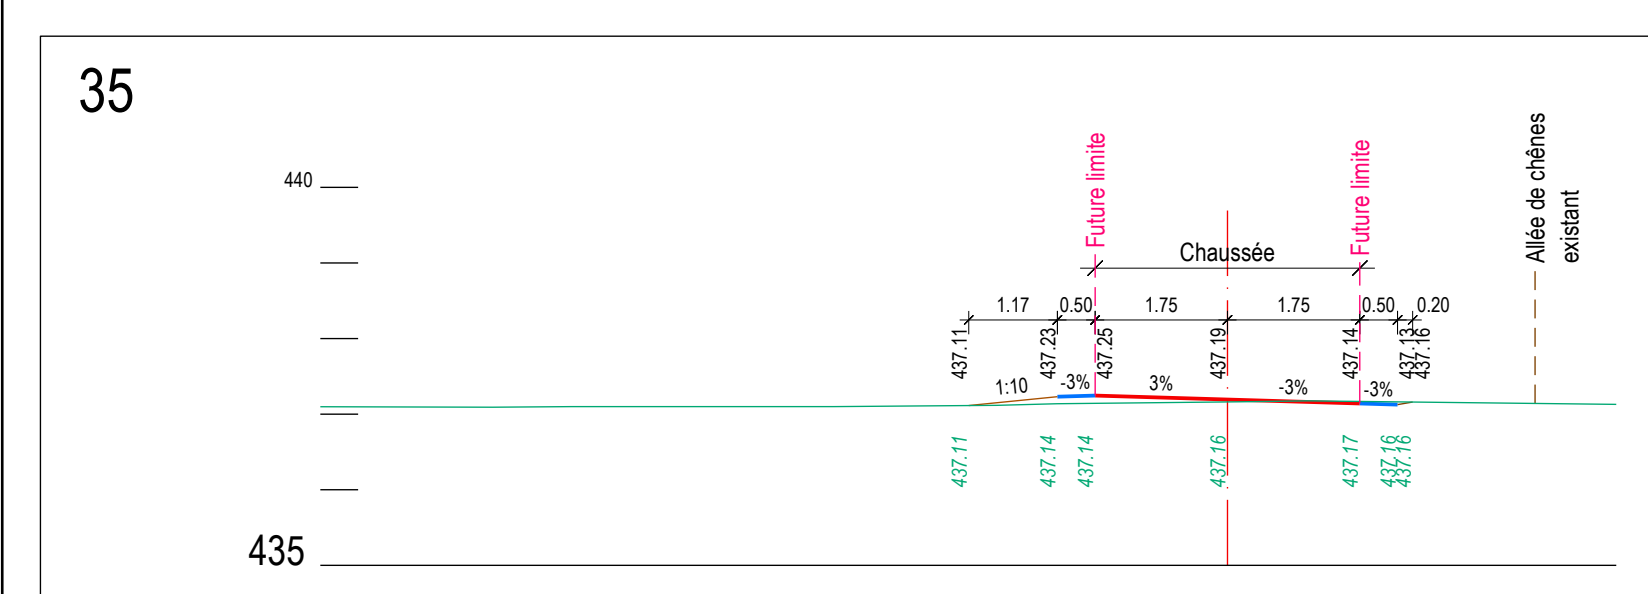 35
440
Future limite
Future limite
Allée de chênes
existant
Chaussée
1.17 0.50 1.75 1.75 0.50 0.20
437.11 437.23 437.25 437.19 437.14 437.13 437.16
1:10 -3% 3% -3% -3%
437.11 437.14 437.14 437.16 437.17 437.16 437.16
435